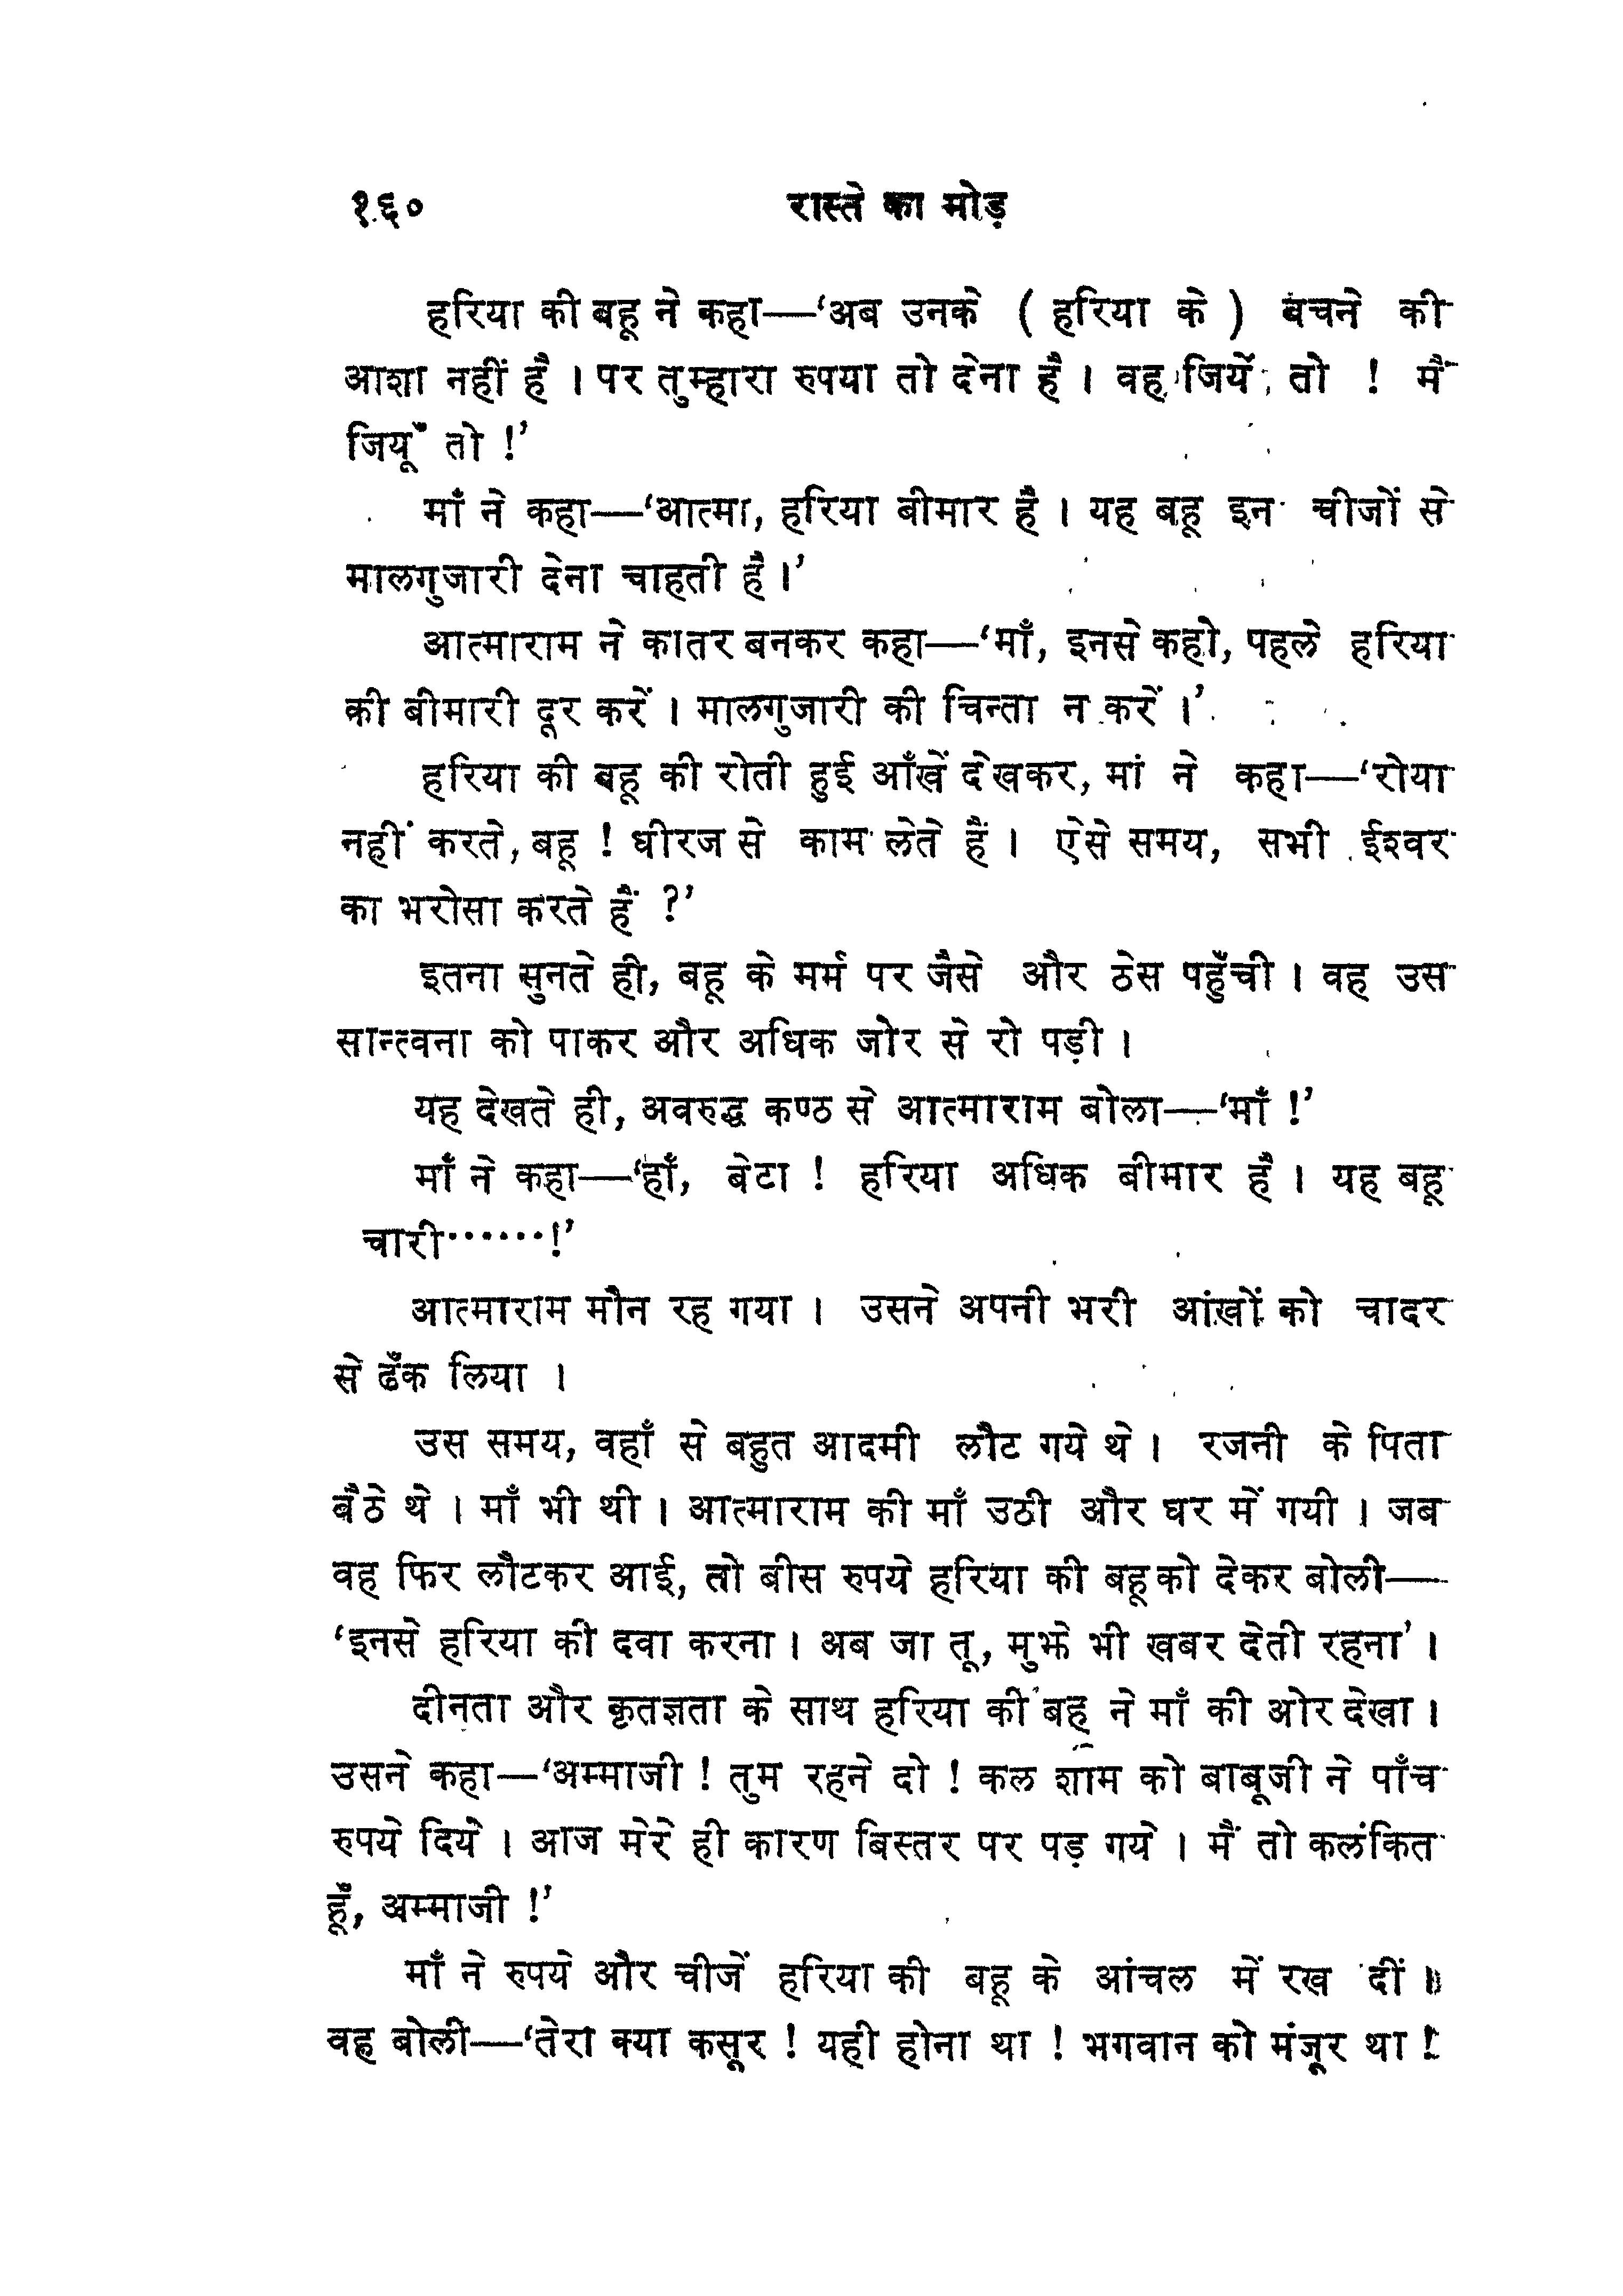 १६० रास्ते का मोड़
हरिया की बहू ने कहा—‘अब उनके ( हरिया के ) बचने की
आशा नहीं है । पर तुम्हारा रुपया तो देना है । वह जियें तो ! मैं
जियूँ तो !’
माँ ने कहा—‘आत्मा, हरिया बीमार है । यह बहू इन चीजों से
मालगुजारी देना चाहती है ।’
आत्माराम ने कातर बनकर कहा—‘माँ, इनसे कहो, पहले हरिया
की बीमारी दूर करें । मालगुजारी की चिन्ता न करें ।’
हरिया की बहू की रोती हुई आँखें देखकर, मां ने कहा—‘रोया
नहीं करते, बहू ! धीरज से काम लेते हैं । ऐसे समय, सभी ईश्वर
का भरोसा करते हैं ?’
इतना सुनते ही, बहू के मर्म पर जैसे और ठेस पहुँची । वह उस
सान्त्वना को पाकर और अधिक जोर से रो पड़ी ।
यह देखते ही, अवरुद्ध कण्ठ से आत्माराम बोला—‘माँ !’
माँ ने कहा—‘हाँ, बेटा ! हरिया अधिक बीमार है । यह बहू
चारी······!’
आत्माराम मौन रह गया । उसने अपनी भरी आंखों को चादर
से ढँक लिया ।
उस समय, वहाँ से बहुत आदमी लौट गये थे । रजनी के पिता
बैठे थे । माँ भी थी । आत्माराम की माँ उठी और घर में गयी । जब
वह फिर लौटकर आई, तो बीस रुपये हरिया की बहू को देकर बोली—
‘इनसे हरिया की दवा करना । अब जा तू, मुझे भी खबर देती रहना’ ।
दीनता और कृतज्ञता के साथ हरिया की बहू ने माँ की ओर देखा ।
उसने कहा—‘अम्माजी ! तुम रहने दो ! कल शाम को बाबूजी ने पाँच
रुपये दिये । आज मेरे ही कारण बिस्तर पर पड़ गये । मैं तो कलंकित
हूँ, अम्माजी !’
माँ ने रुपये और चीजें हरिया की बहू के आंचल में रख दीं ।
वह बोली—‘तेरा क्या कसूर ! यही होना था ! भगवान को मंजूर था !